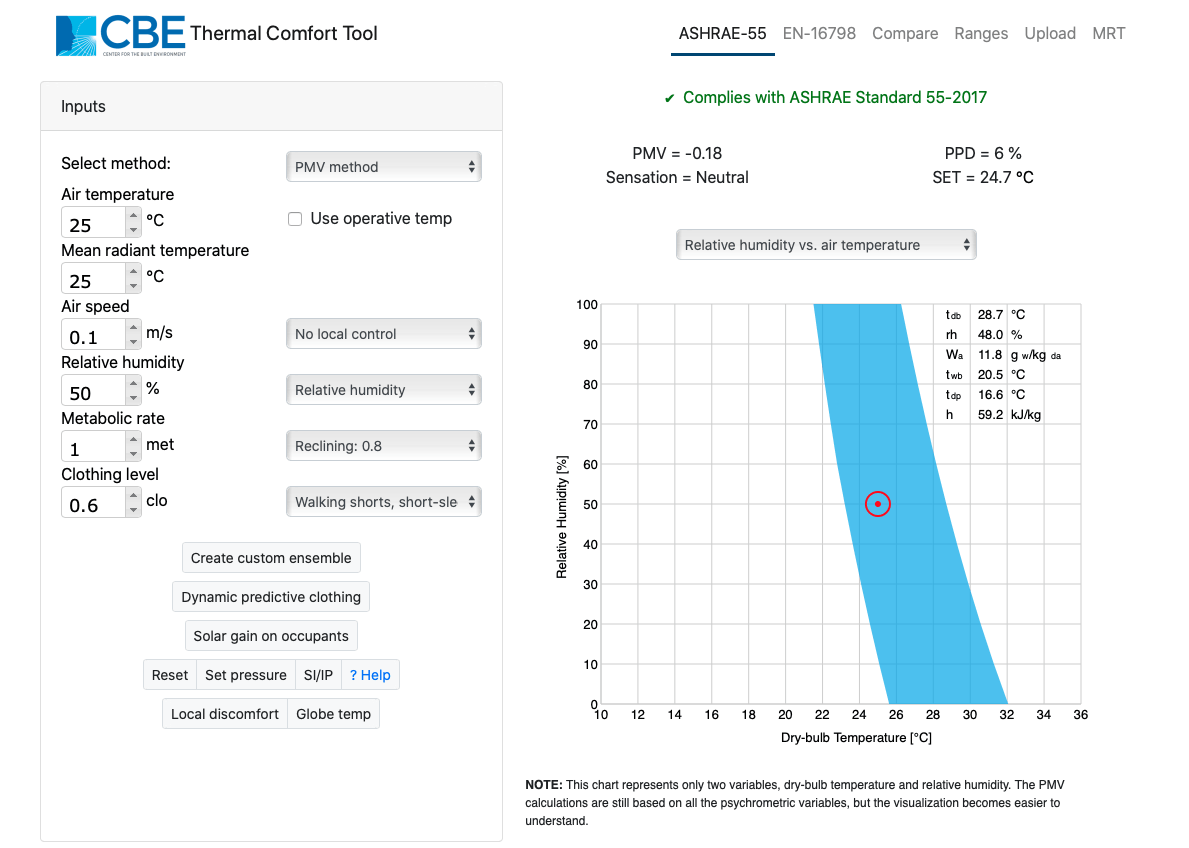 CBE Thermal Comfort Tool
CENTER FOR THE BUILT ENVIRONMENT
ASHRAE-55 EN-16798 Compare Ranges Upload MRT
Inputs
Select method: PMV method
Air temperature
25 °C Use operative temp
Mean radiant temperature
25 °C
Air speed
0.1 m/s No local control
Relative humidity
50 % Relative humidity
Metabolic rate
1 met Reclining: 0.8
Clothing level
0.6 clo Walking shorts, short-sle
Create custom ensemble
Dynamic predictive clothing
Solar gain on occupants
Reset Set pressure SI/IP ? Help
Local discomfort Globe temp
✔ Complies with ASHRAE Standard 55-2017
PMV = -0.18 PPD = 6 %
Sensation = Neutral SET = 24.7 °C
Relative humidity vs. air temperature
tdb 28.7 °C
rh 48.0 %
Wa 11.8 g w/kg da
twb 20.5 °C
tdp 16.6 °C
h 59.2 kJ/kg
Relative Humidity [%]
100
90
80
70
60
50
40
30
20
10
0
10 12 14 16 18 20 22 24 26 28 30 32 34 36
Dry-bulb Temperature [°C]
NOTE: This chart represents only two variables, dry-bulb temperature and relative humidity. The PMV
calculations are still based on all the psychrometric variables, but the visualization becomes easier to
understand.